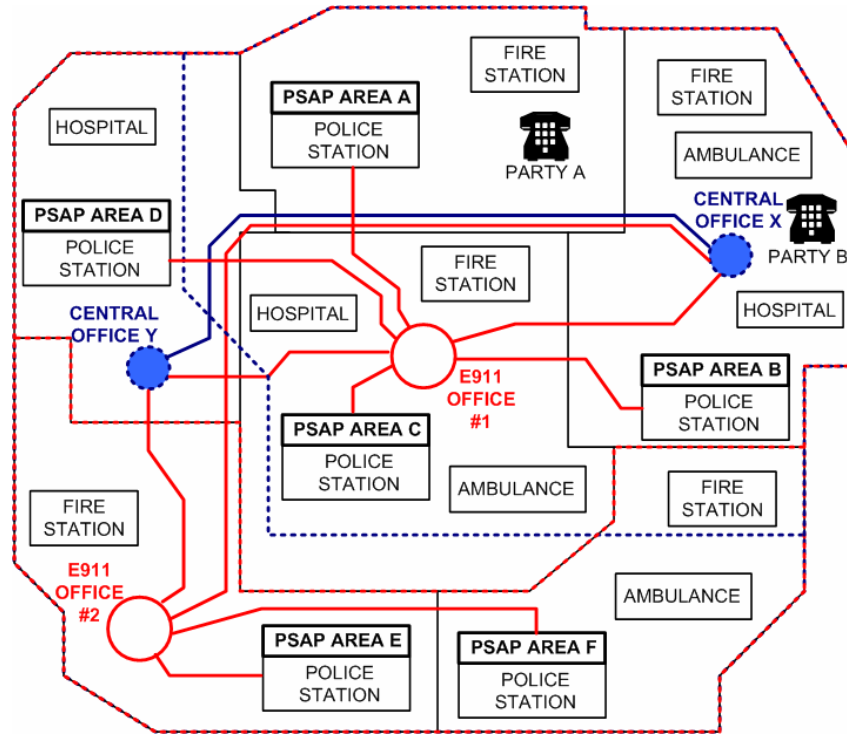 FIRE
STATION
FIRE
STATION
PSAP AREA A
POLICE
STATION
HOSPITAL
AMBULANCE
PARTY A
PSAP AREA D
POLICE
STATION
CENTRAL
OFFICE X
PARTY B
FIRE
STATION
HOSPITAL
HOSPITAL
CENTRAL
OFFICE Y
E911
OFFICE
#1
PSAP AREA B
POLICE
STATION
PSAP AREA C
POLICE
STATION
AMBULANCE
FIRE
STATION
FIRE
STATION
E911
OFFICE
#2
AMBULANCE
PSAP AREA E
POLICE
STATION
PSAP AREA F
POLICE
STATION